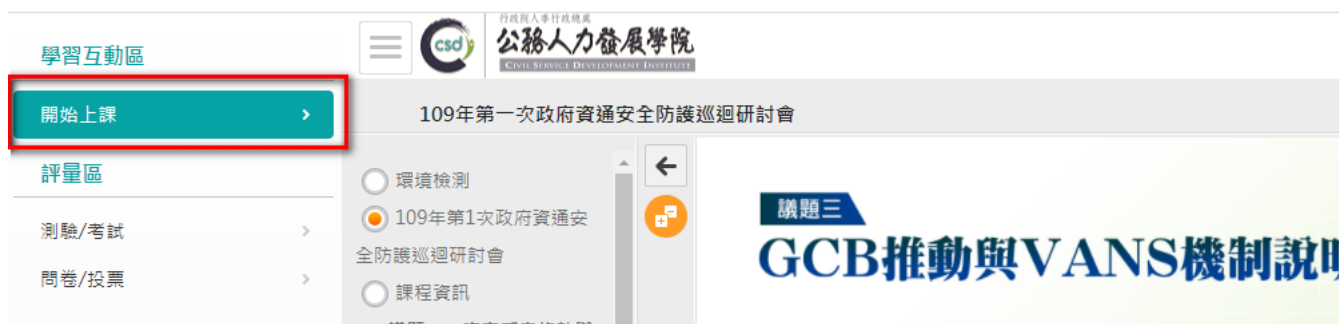 學習互動區
開始上課
評量區
測驗/考試
問卷/投票
csd
行政院人事行政總處
公務人力發展學院
CIVIL SERVICE DEVELOPMENT INSTITUTE
109年第一次政府資通安全防護巡迴研討會
環境檢測
109年第1次政府資通安
全防護巡迴研討會
課程資訊
議題三
GCB推動與VANS機制說明